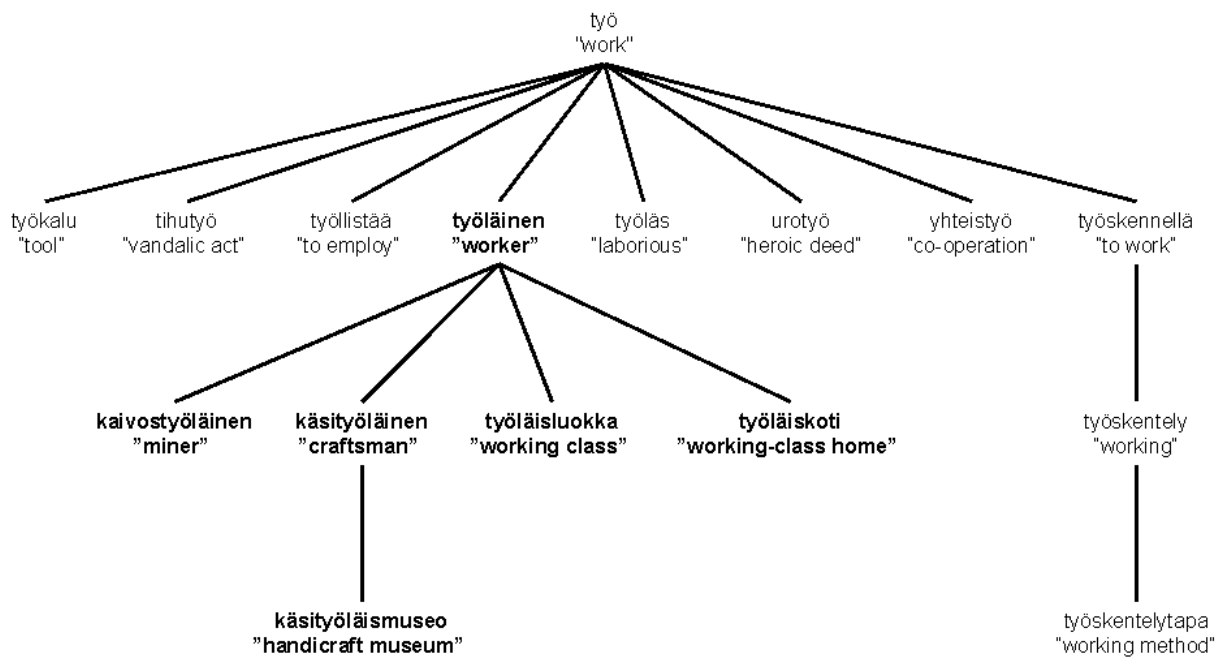 työ
"work"
työkalu
"tool"
tihutyö
"vandalic act"
työllistää
"to employ"
työläinen
”worker”
työläs
"laborious"
urotyö
"heroic deed"
yhteistyö
"co-operation"
työskennellä
"to work"
kaivostyöläinen
”miner”
käsityöläinen
”craftsman”
työläisluokka
”working class”
työläiskoti
”working-class home”
työskentely
"working"
käsityöläismuseo
”handicraft museum”
työskentelytapa
"working method"